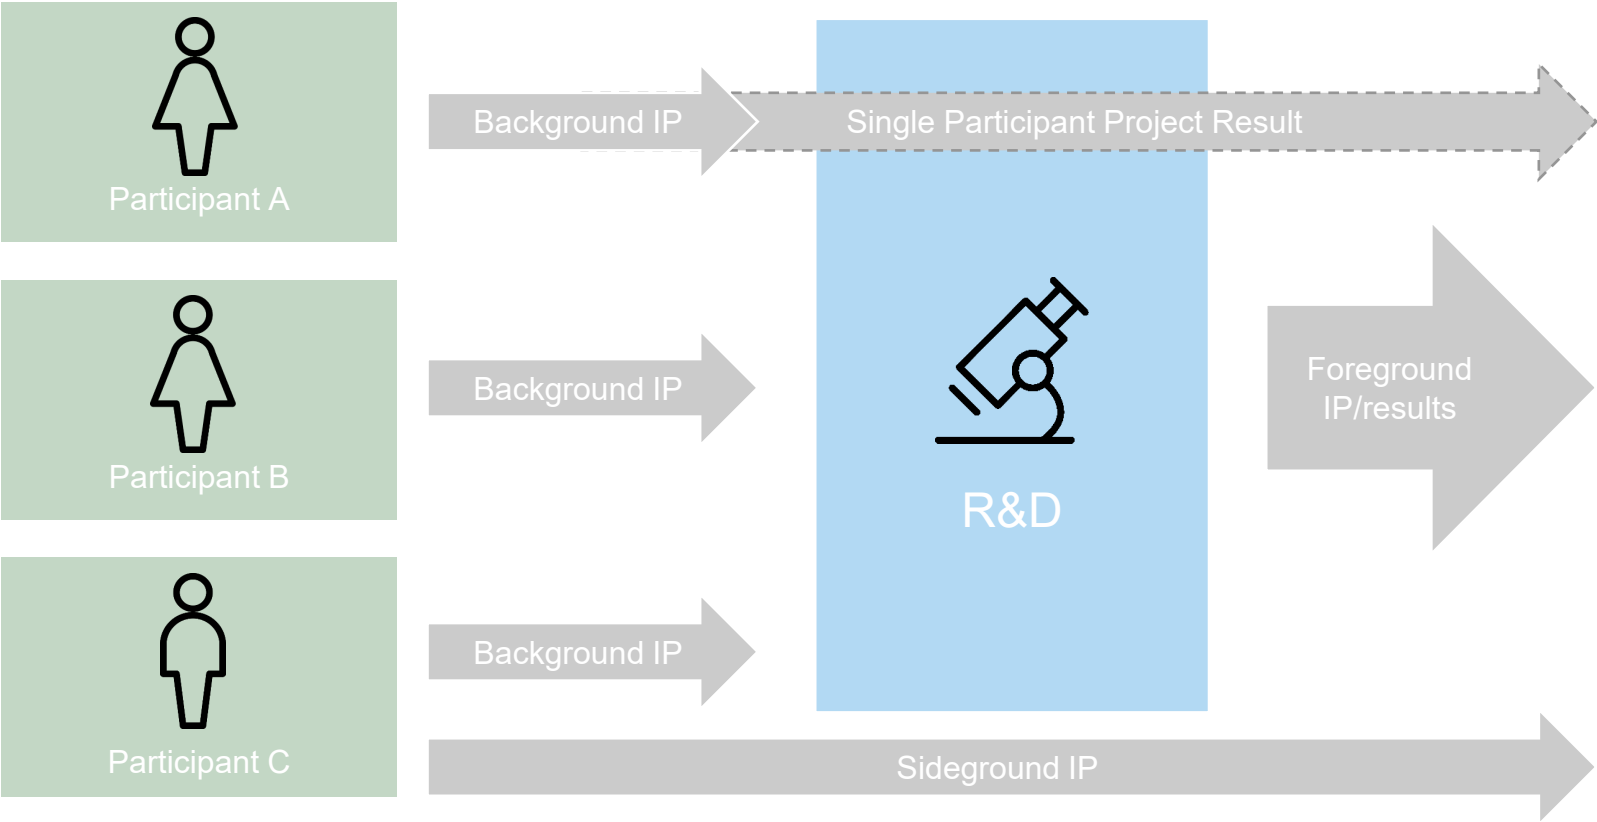 Participant A
Background IP
Single Participant Project Result
Participant B
Background IP
R&D
Foreground
IP/results
Participant C
Background IP
Sideground IP